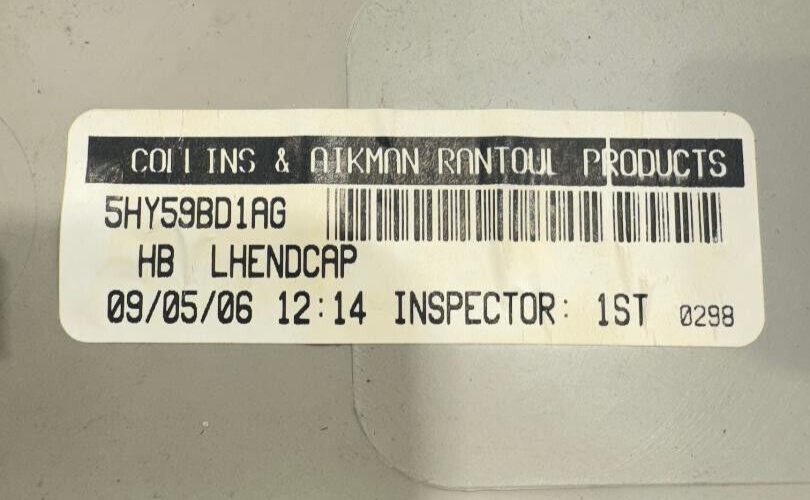 COLLINS & AIKMAN RANTOUL PRODUCTS
5HY59BD1AG
HB LHENDCAP
09/05/06 12:14 INSPECTOR: 1ST 0298